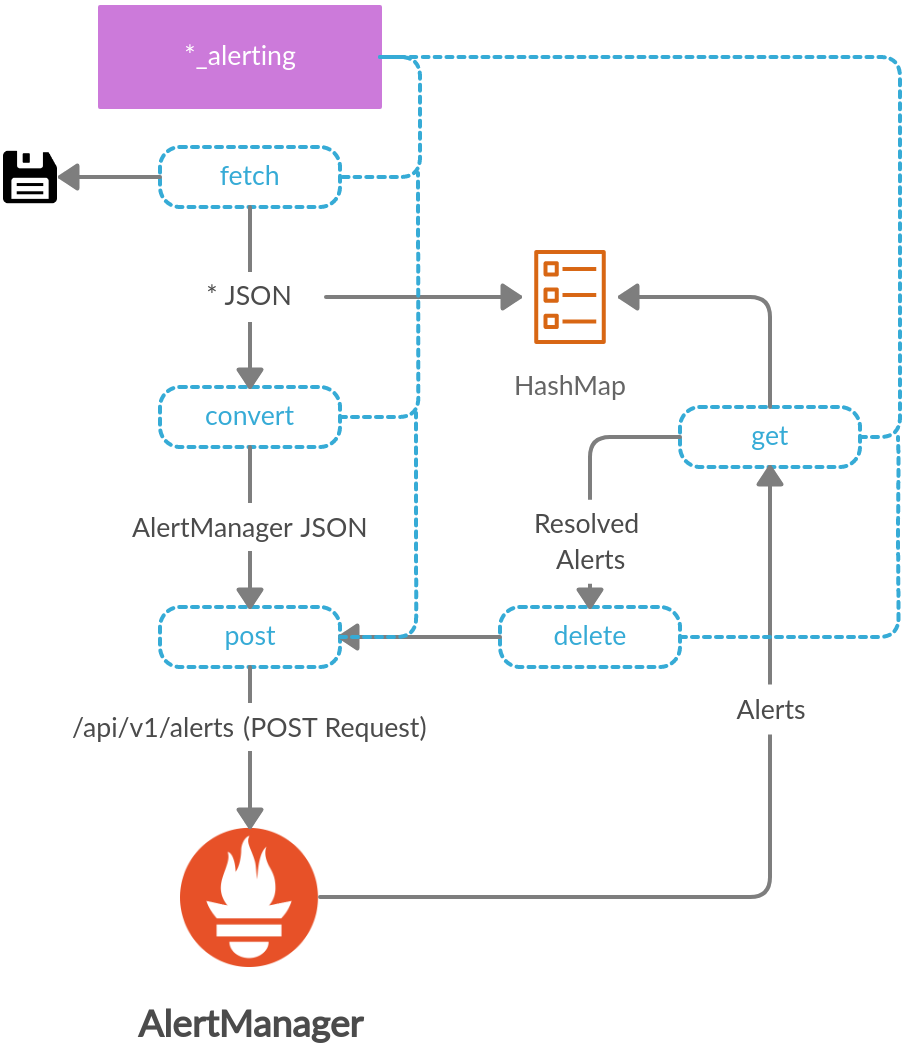 *_alerting
fetch
* JSON
HashMap
convert
get
AlertManager JSON
Resolved
Alerts
post
delete
Alerts
/api/v1/alerts (POST Request)
AlertManager